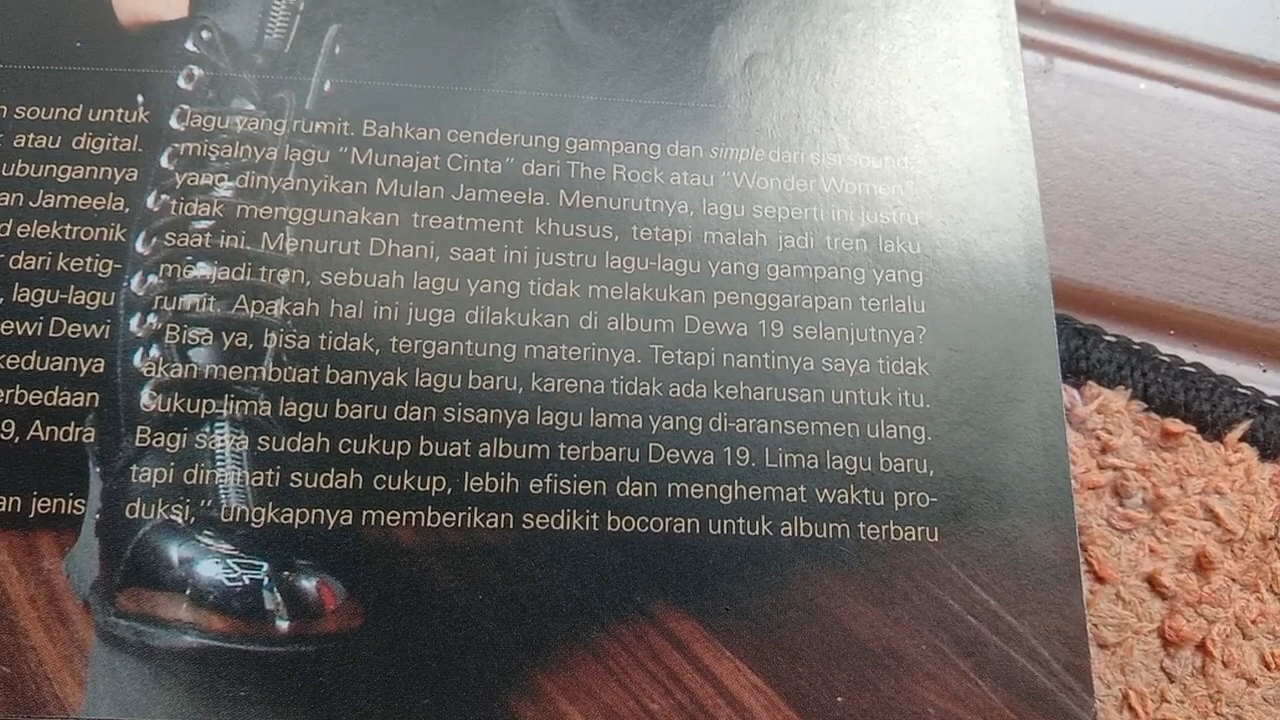 sound untuk
atau digital.
ubungannya
an Jameela,
d elektronik
dari ketig-
, lagu-lagu
ewi Dewi
keduanya
erbedaan
9, Andra
an jenis
lagu yang rumit. Bahkan cenderung gampang dan simple dari sisi sound
misalnya lagu “Munajat Cinta” dari The Rock atau “Wonder Women”
yang dinyanyikan Mulan Jameela. Menurutnya, lagu seperti ini justru
tidak menggunakan treatment khusus, tetapi malah jadi tren laku
saat ini. Menurut Dhani, saat ini justru lagu-lagu yang gampang yang
menjadi tren, sebuah lagu yang tidak melakukan penggarapan terlalu
rumit. Apakah hal ini juga dilakukan di album Dewa 19 selanjutnya?
“Bisa ya, bisa tidak, tergantung materinya. Tetapi nantinya saya tidak
akan membuat banyak lagu baru, karena tidak ada keharusan untuk itu.
Cukup lima lagu baru dan sisanya lagu lama yang di-aransemen ulang.
Bagi saya sudah cukup buat album terbaru Dewa 19. Lima lagu baru,
tapi dinikmati sudah cukup, lebih efisien dan menghemat waktu pro-
duksi,” ungkapnya memberikan sedikit bocoran untuk album terbaru